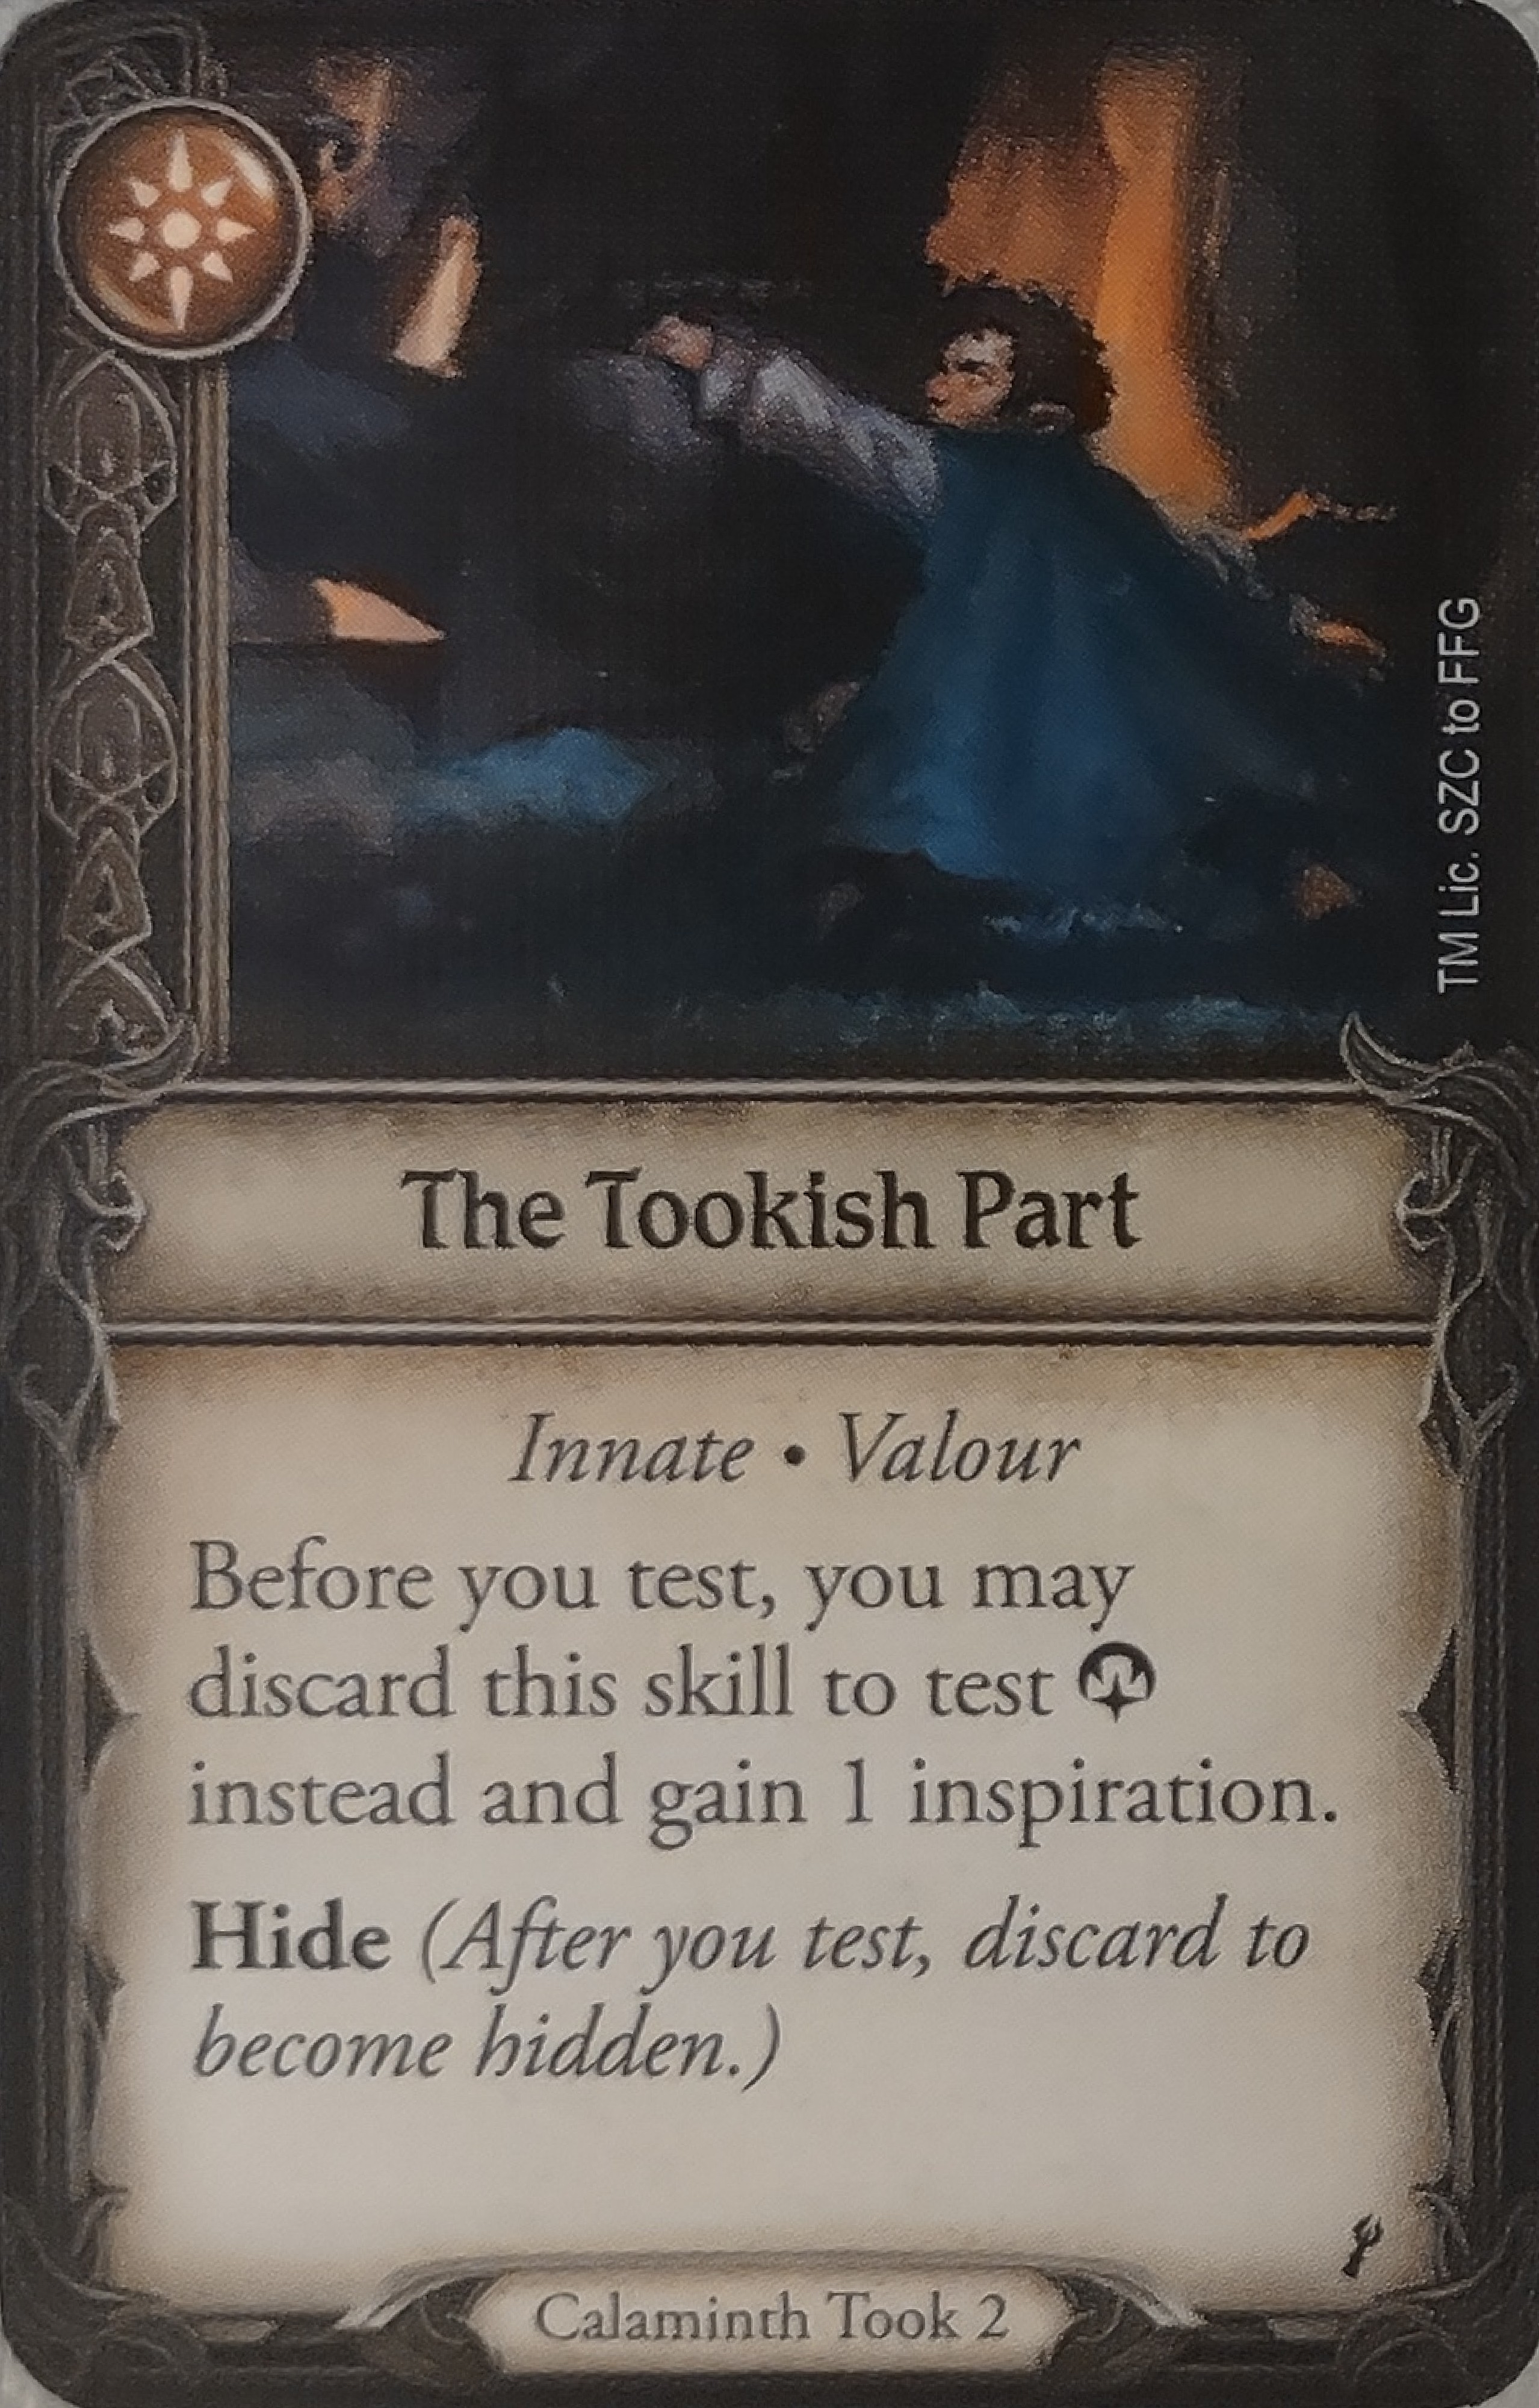 TM Lic. SZC to FFG
The Tookish Part
Innate • Valour
Before you test, you may
discard this skill to test
instead and gain 1 inspiration.
Hide (After you test, discard to
become hidden.)
Calaminth Took 2